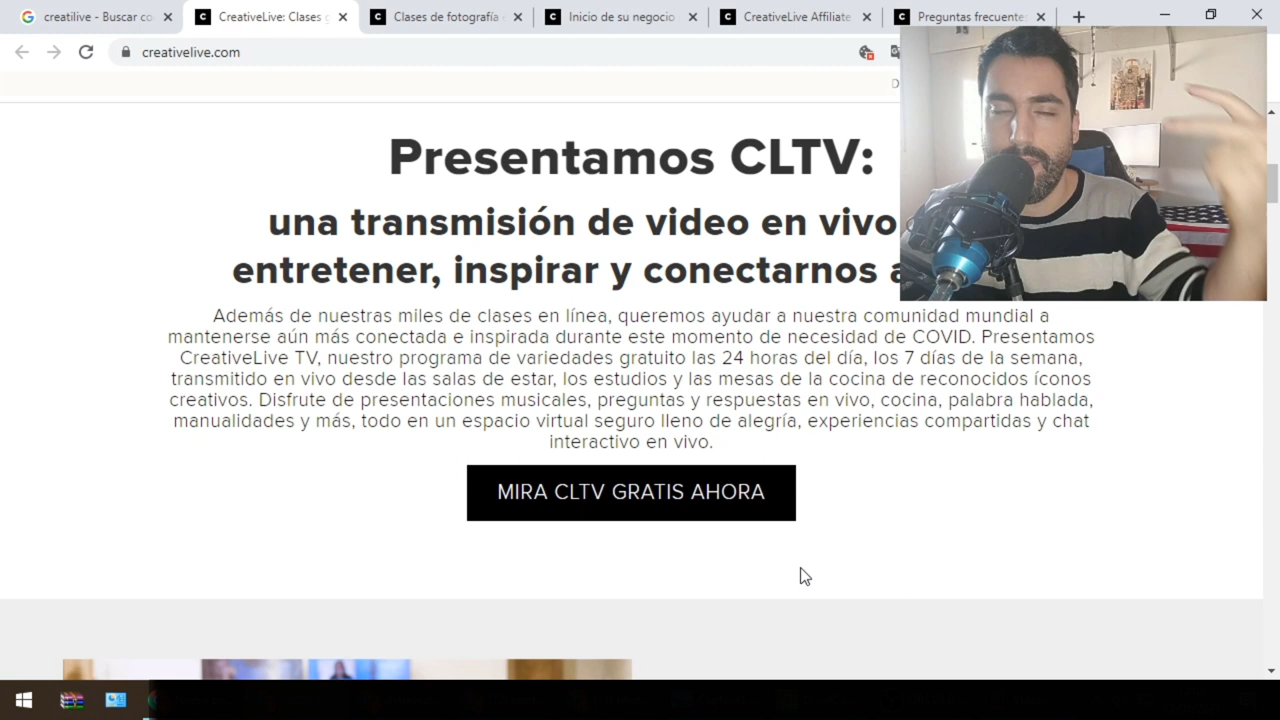 creatilive - Buscar co
CreativeLive: Clases g
Clases de fotografía
Inicio de su negocio
CreativeLive Affiliate
Preguntas frecuente
creativelive.com
Presentamos CLTV:
una transmisión de video en vivo
entretener, inspirar y conectarnos a
Además de nuestras miles de clases en línea, queremos ayudar a nuestra comunidad mundial a
mantenerse aún más conectada e inspirada durante este momento de necesidad de COVID. Presentamos
CreativeLive TV, nuestro programa de variedades gratuito las 24 horas del día, los 7 días de la semana,
transmitido en vivo desde las salas de estar, los estudios y las mesas de la cocina de reconocidos íconos
creativos. Disfrute de presentaciones musicales, preguntas y respuestas en vivo, cocina, palabra hablada,
manualidades y más, todo en un espacio virtual seguro lleno de alegría, experiencias compartidas y chat
interactivo en vivo.
MIRA CLTV GRATIS AHORA